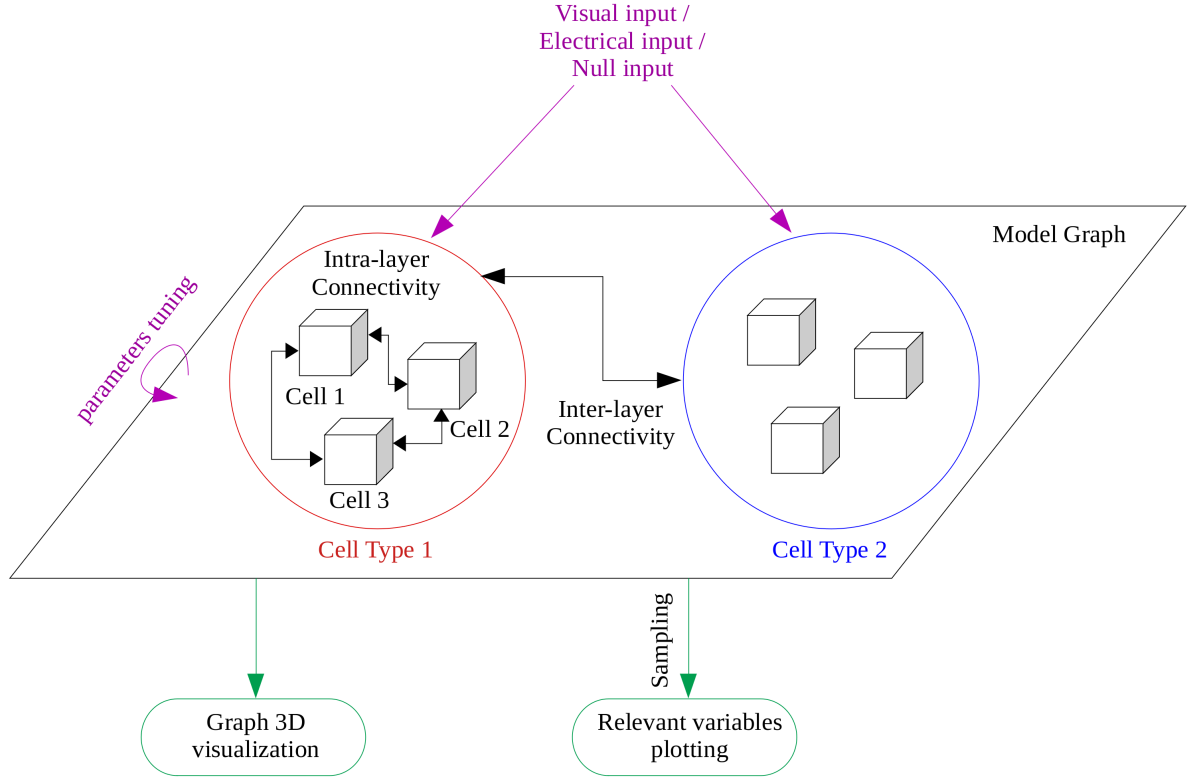 Visual input /
Electrical input /
Null input
Model Graph
Intra-layer
Connectivity
parameters tuning
Cell 1
Cell 2
Cell 3
Inter-layer
Connectivity
Cell Type 1
Cell Type 2
Sampling
Graph 3D
visualization
Relevant variables
plotting